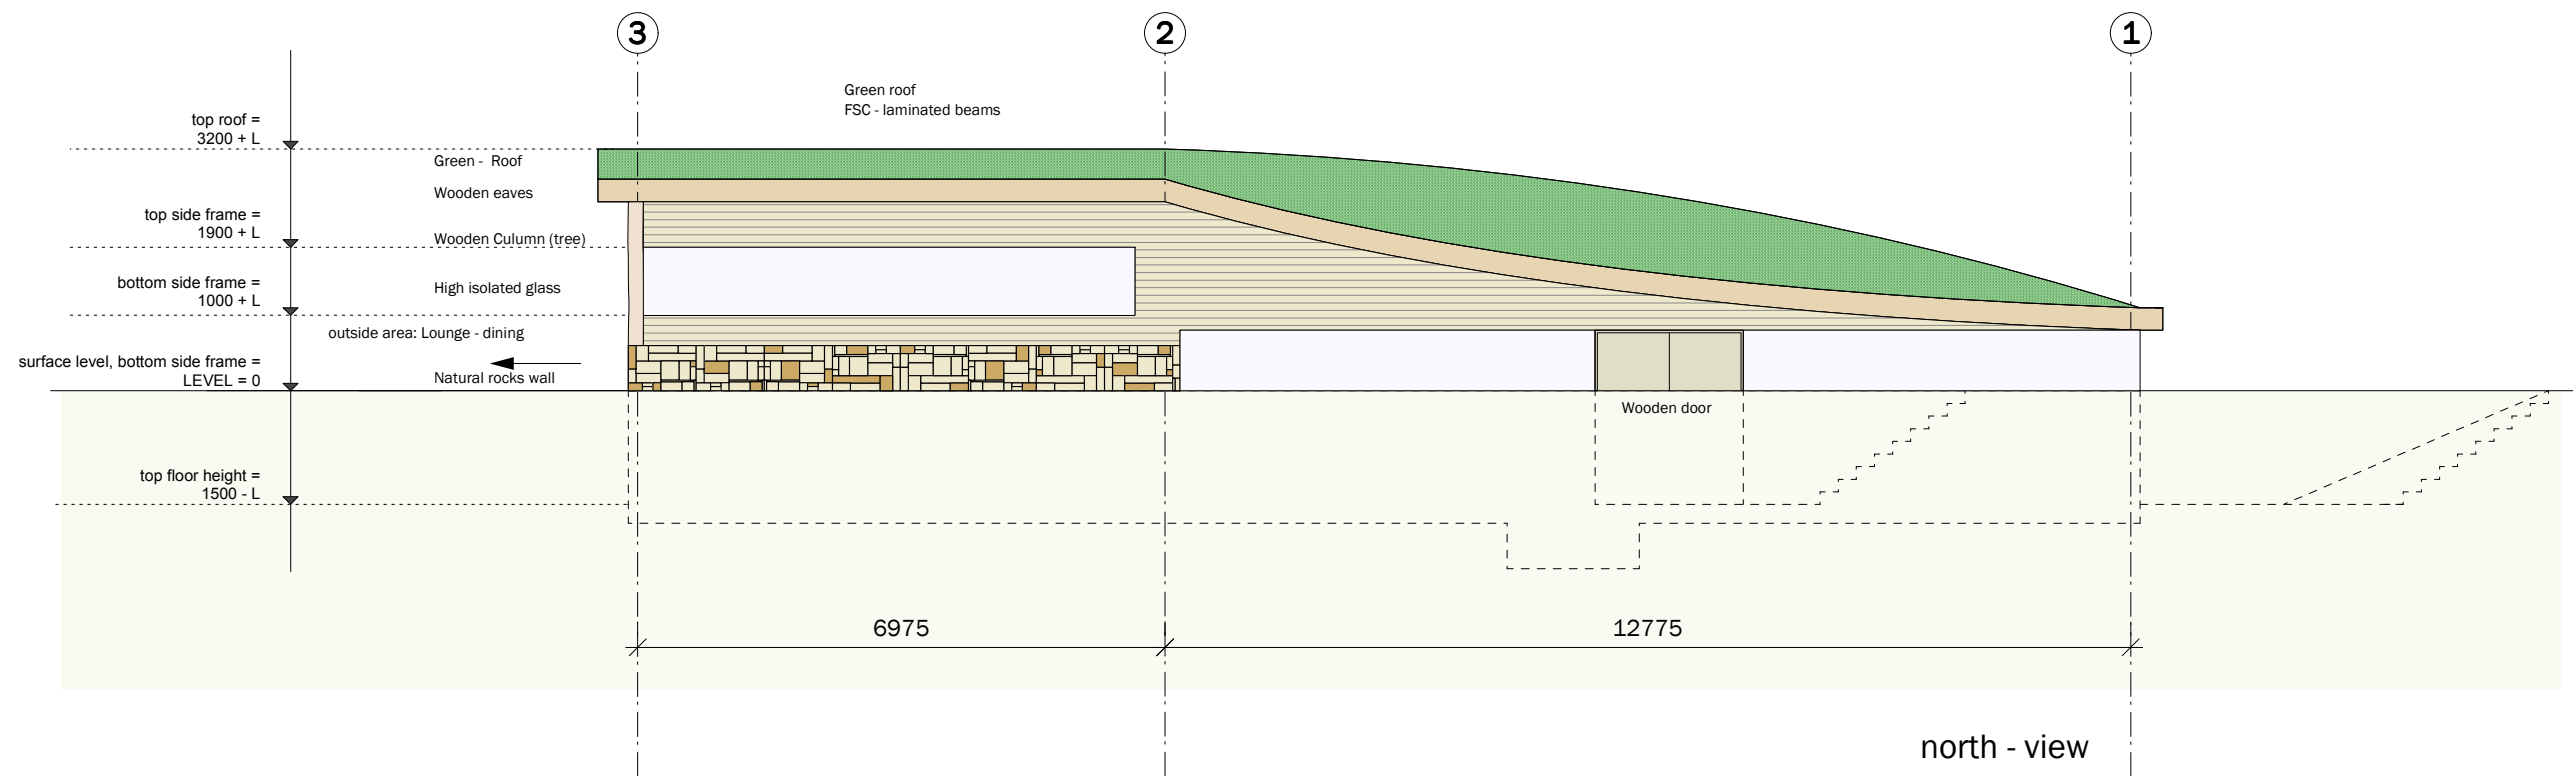 3
2
1
Green roof
FSC - laminated beams
top roof =
3200 + L
Green -  Roof
Wooden eaves
top side frame =
1900 + L
Wooden Culumn (tree)
bottom side frame =
1000 + L
High isolated glass
outside area: Lounge - dining
surface level, bottom side frame =
LEVEL = 0
Natural rocks wall
Wooden door
top floor height =
1500 - L
6975
12775
north - view